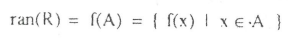 ran(R) = f(A) = { f(x) | x ∈ A }